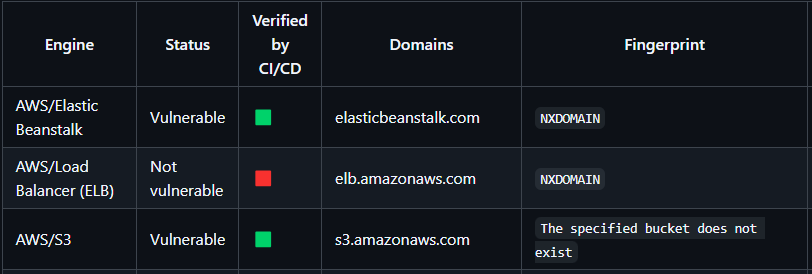 Engine Status Verified by CI/CD Domains Fingerprint
AWS/Elastic Beanstalk Vulnerable elasticbeanstalk.com NXDOMAIN
AWS/Load Balancer (ELB) Not vulnerable elb.amazonaws.com NXDOMAIN
AWS/S3 Vulnerable s3.amazonaws.com The specified bucket does not exist